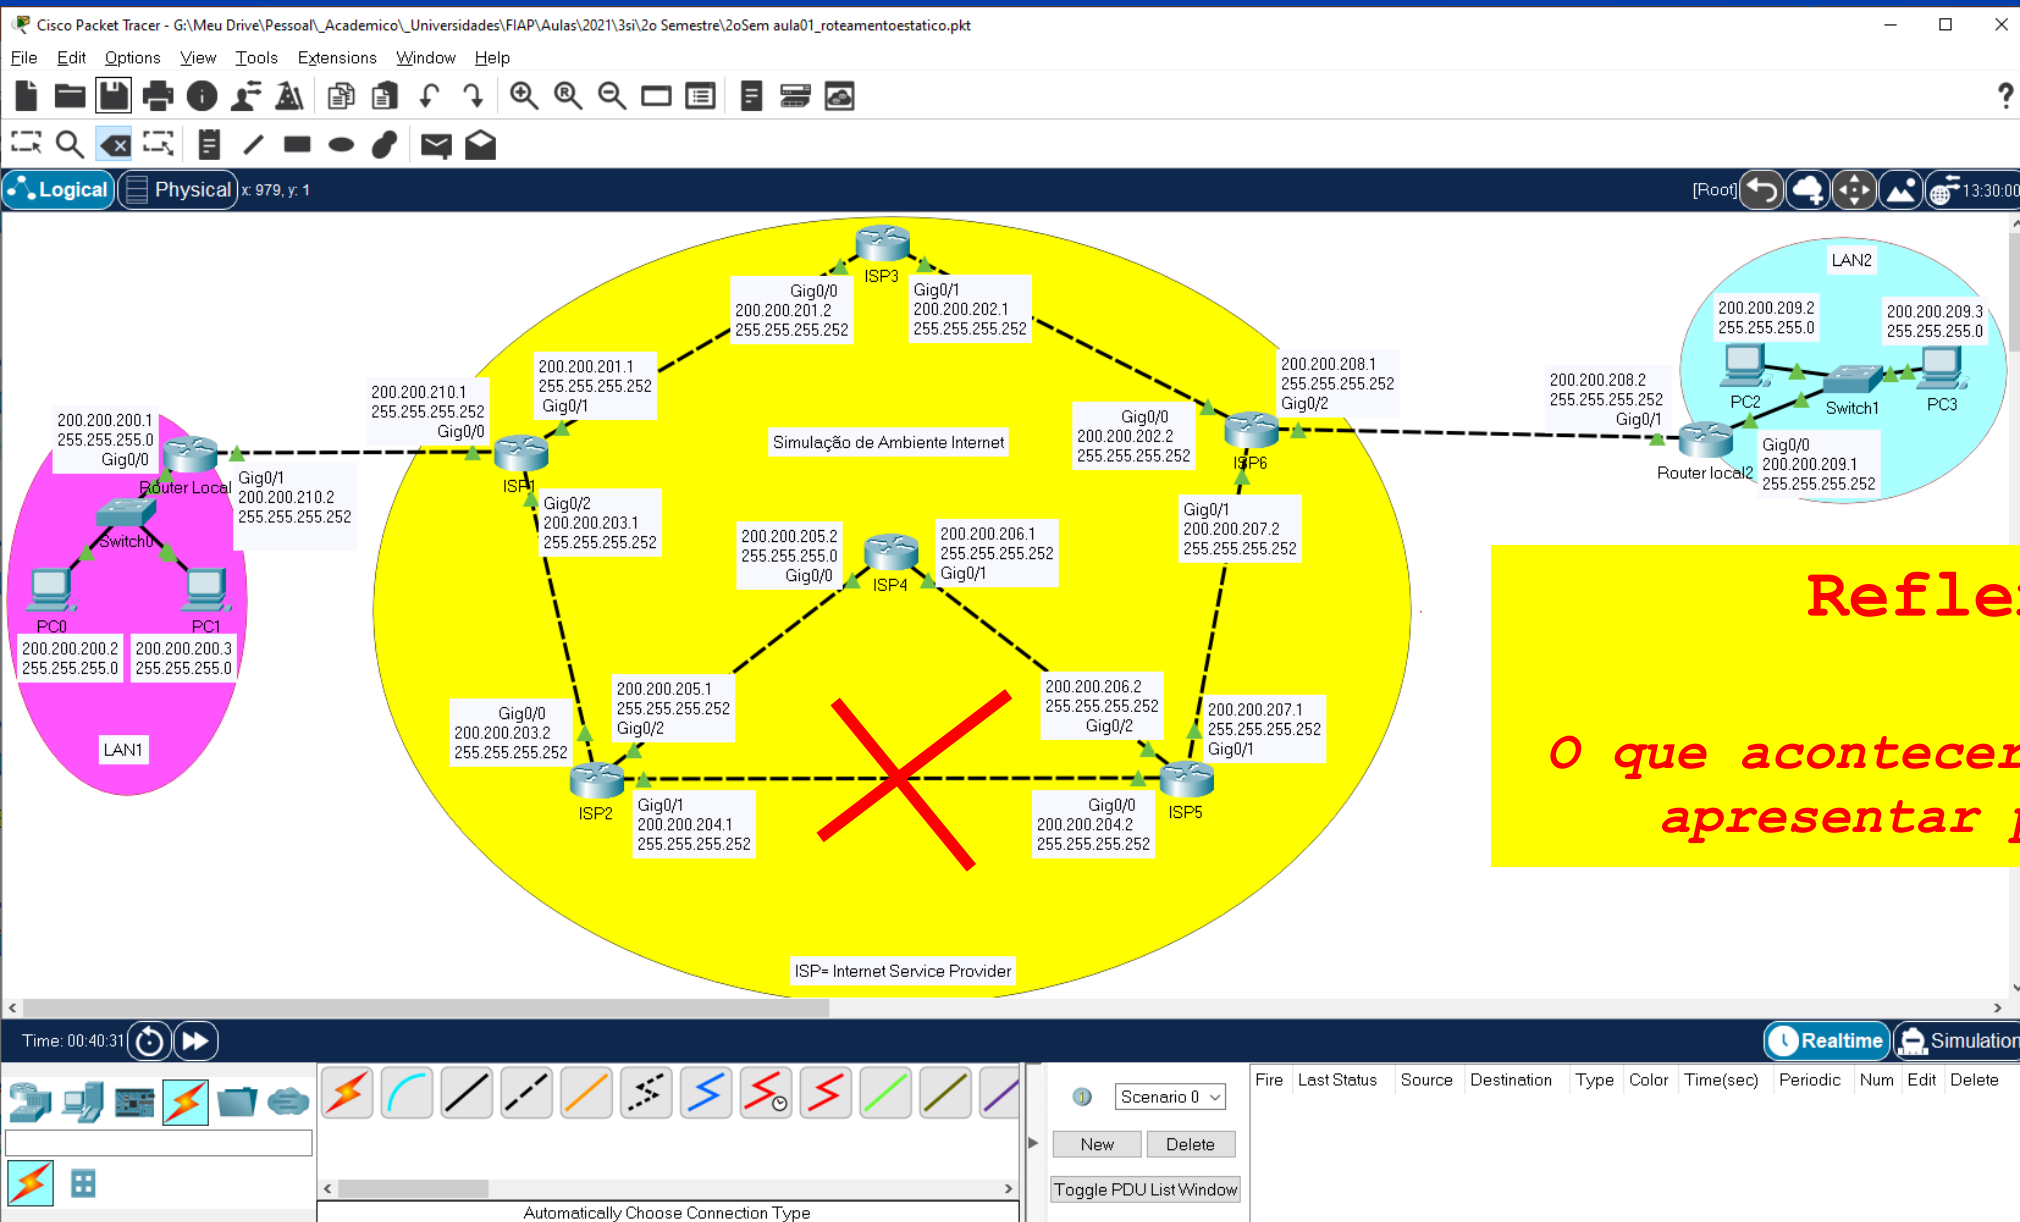 Cisco Packet Tracer - G:\Meu Drive\Pessoal\_Academico\_Universidades\FIAP\Aulas\2021\3si\2o Semestre\2oSem aula01_roteamentoestatico.pkt
File Edit Options View Tools Extensions Window Help
?
Logical Physical x: 979, y: 1
[Root] 13:30:00
ISP3
Gig0/0
200.200.201.2
255.255.255.252
Gig0/1
200.200.202.1
255.255.255.252
LAN2
200.200.209.2
255.255.255.0
200.200.209.3
255.255.255.0
PC2
Switch1
PC3
200.200.201.1
255.255.255.252
Gig0/1
200.200.210.1
255.255.255.252
Gig0/0
200.200.208.1
255.255.255.252
Gig0/2
200.200.208.2
255.255.255.252
Gig0/1
200.200.200.1
255.255.255.0
Gig0/0
Gig0/0
200.200.202.2
255.255.255.252
Simulação de Ambiente Internet
Router Local
Gig0/1
200.200.210.2
255.255.255.252
ISP1
ISP6
Router local2
Gig0/0
200.200.209.1
255.255.255.252
Switch0
Gig0/2
200.200.203.1
255.255.255.252
200.200.205.2
255.255.255.0
Gig0/0
200.200.206.1
255.255.255.252
Gig0/1
ISP4
Gig0/1
200.200.207.2
255.255.255.252
PC0
PC1
200.200.200.2
255.255.255.0
200.200.200.3
255.255.255.0
LAN1
Gig0/0
200.200.203.2
255.255.255.252
200.200.205.1
255.255.255.252
Gig0/2
200.200.206.2
255.255.255.252
Gig0/2
200.200.207.1
255.255.255.252
Gig0/1
ISP2
Gig0/1
200.200.204.1
255.255.255.252
Gig0/0
200.200.204.2
255.255.255.252
ISP5
O que
apresentar
ISP= Internet Service Provider
Time: 00:40:31
Realtime Simulation
Scenario 0
New Delete
Toggle PDU List Window
Fire Last Status Source Destination Type Color Time(sec) Periodic Num Edit Delete
Automatically Choose Connection Type